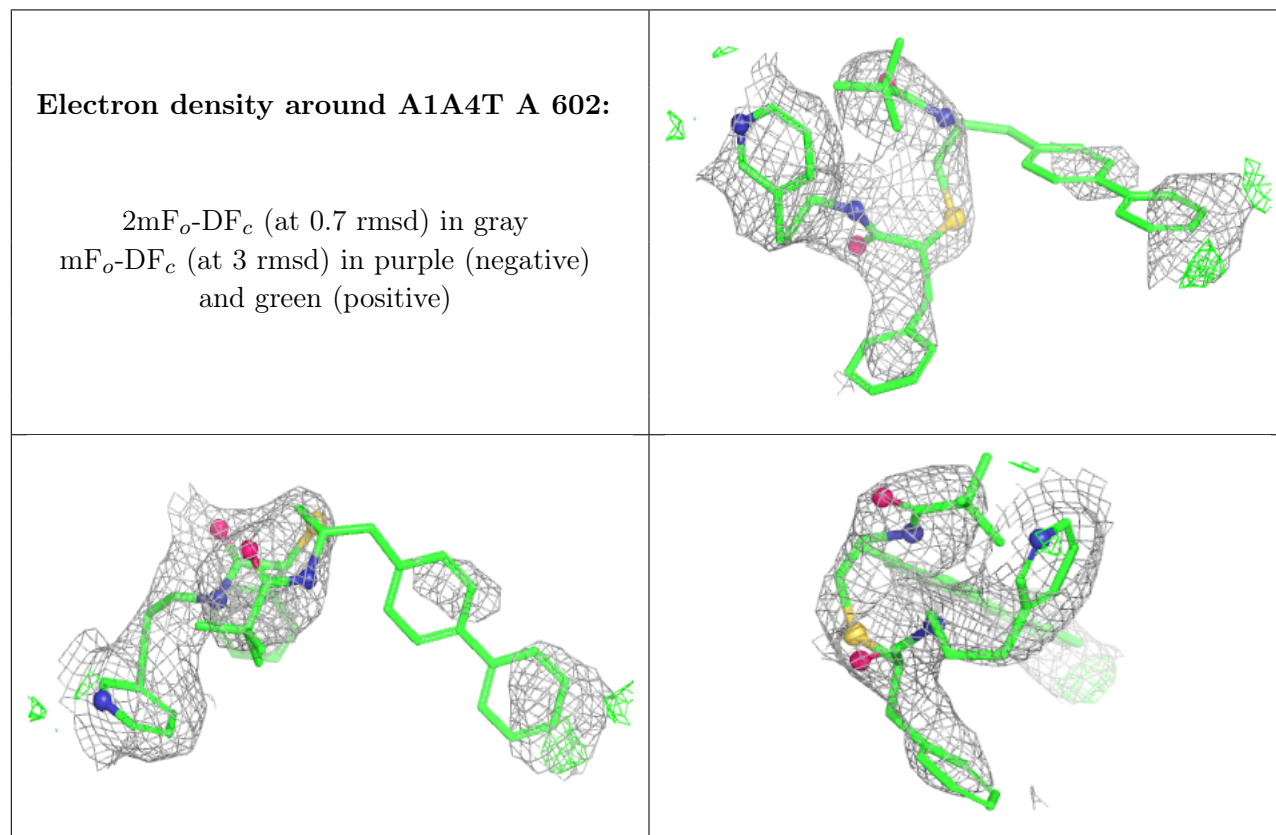 Electron density around A1A4T A 602:
2mFo-DFc (at 0.7 rmsd) in gray
mFo-DFc (at 3 rmsd) in purple (negative)
and green (positive)